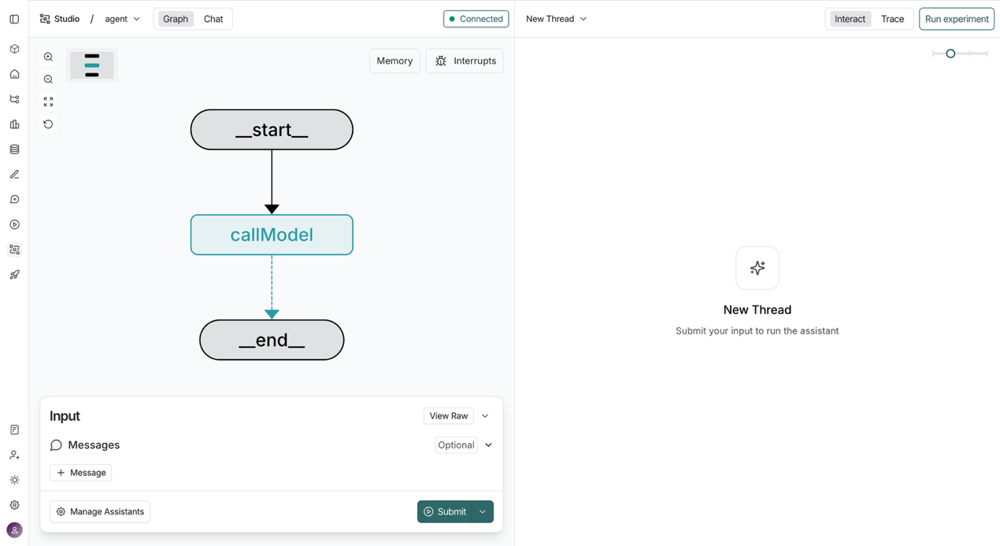 Studio / agent Graph Chat Connected
New Thread Interact Trace Run experiment
Memory Interrupts
__start__
callModel
__end__
Input View Raw
Messages Optional
+ Message
Manage Assistants Submit
New Thread
Submit your input to run the assistant